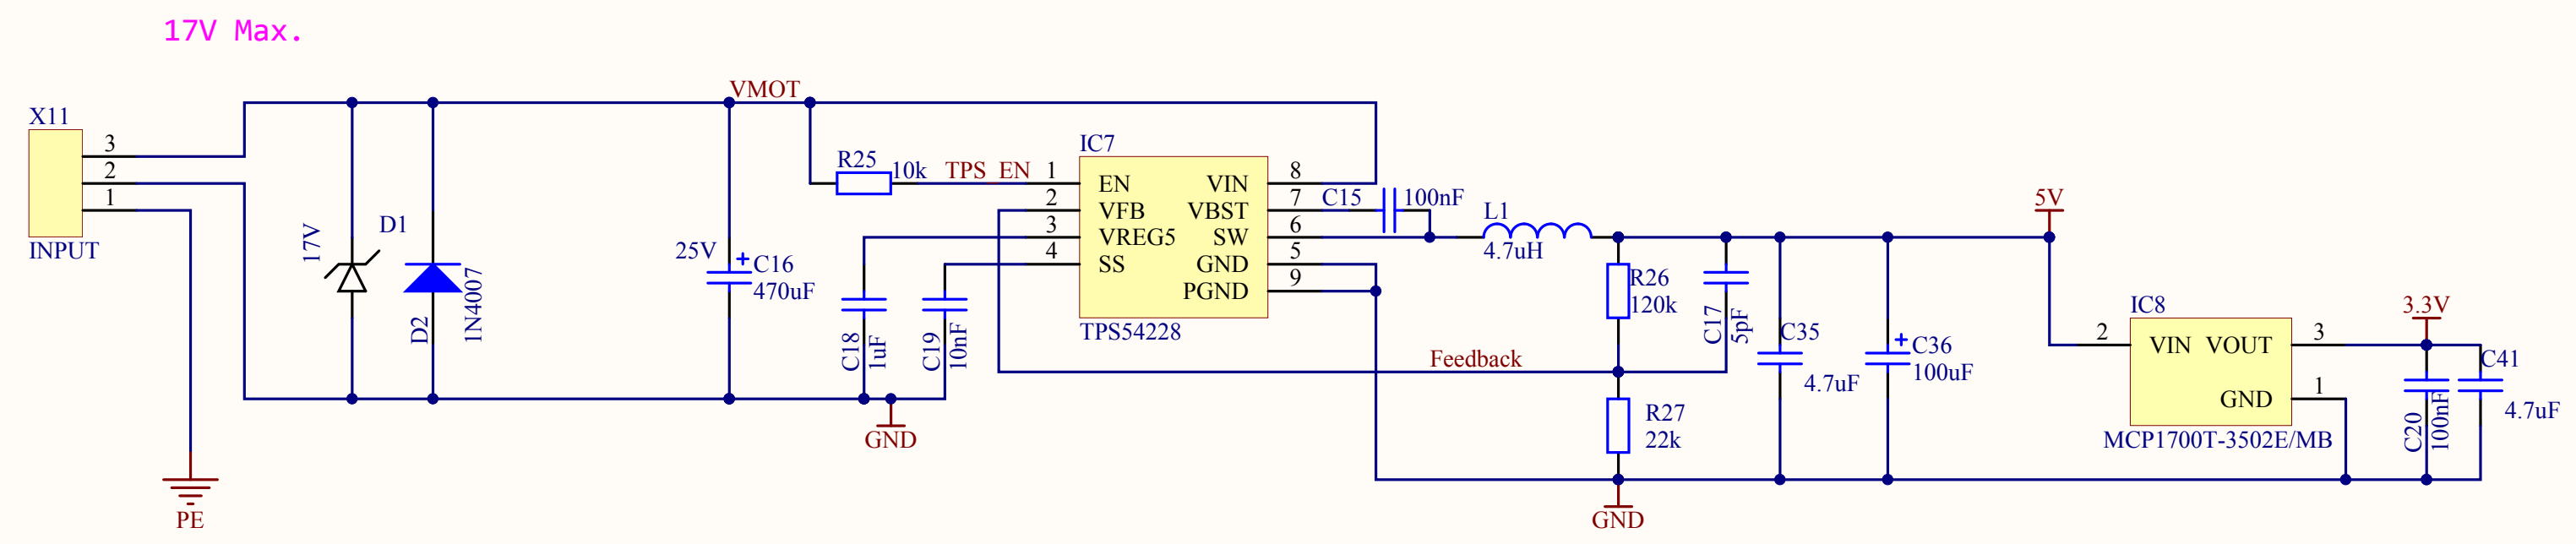 17V Max.
X11
3
2
1
INPUT
PE
17V
D1
D2
1N4007
VMOT
25V
C16
470uF
R25
10k
TPS_EN
C18
1uF
C19
10nF
GND
IC7
1
EN
2
VFB
3
VREG5
4
SS
VIN
8
VBST
7
SW
6
GND
5
PGND
9
TPS54228
C15
100nF
L1
4.7uH
R26
120k
C17
5pF
Feedback
R27
22k
GND
C35
4.7uF
C36
100uF
5V
IC8
2
VIN
VOUT
3
GND
1
MCP1700T-3502E/MB
3.3V
C20
100nF
C41
4.7uF